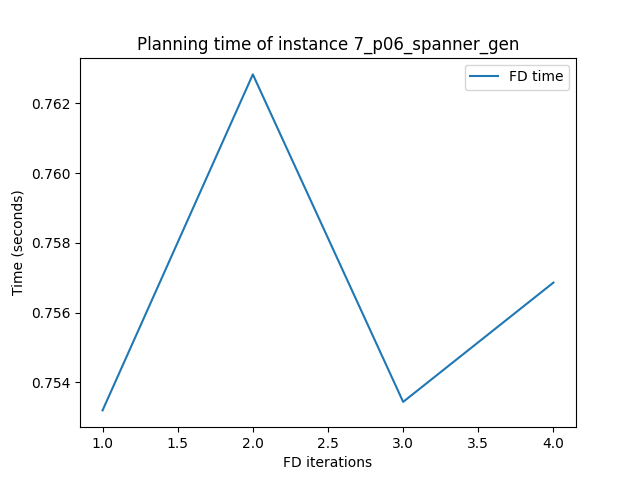 Planning time of instance 7_p06_spanner_gen
FD time
Time (seconds)
0.762
0.760
0.758
0.756
0.754
1.0 1.5 2.0 2.5 3.0 3.5 4.0
FD iterations